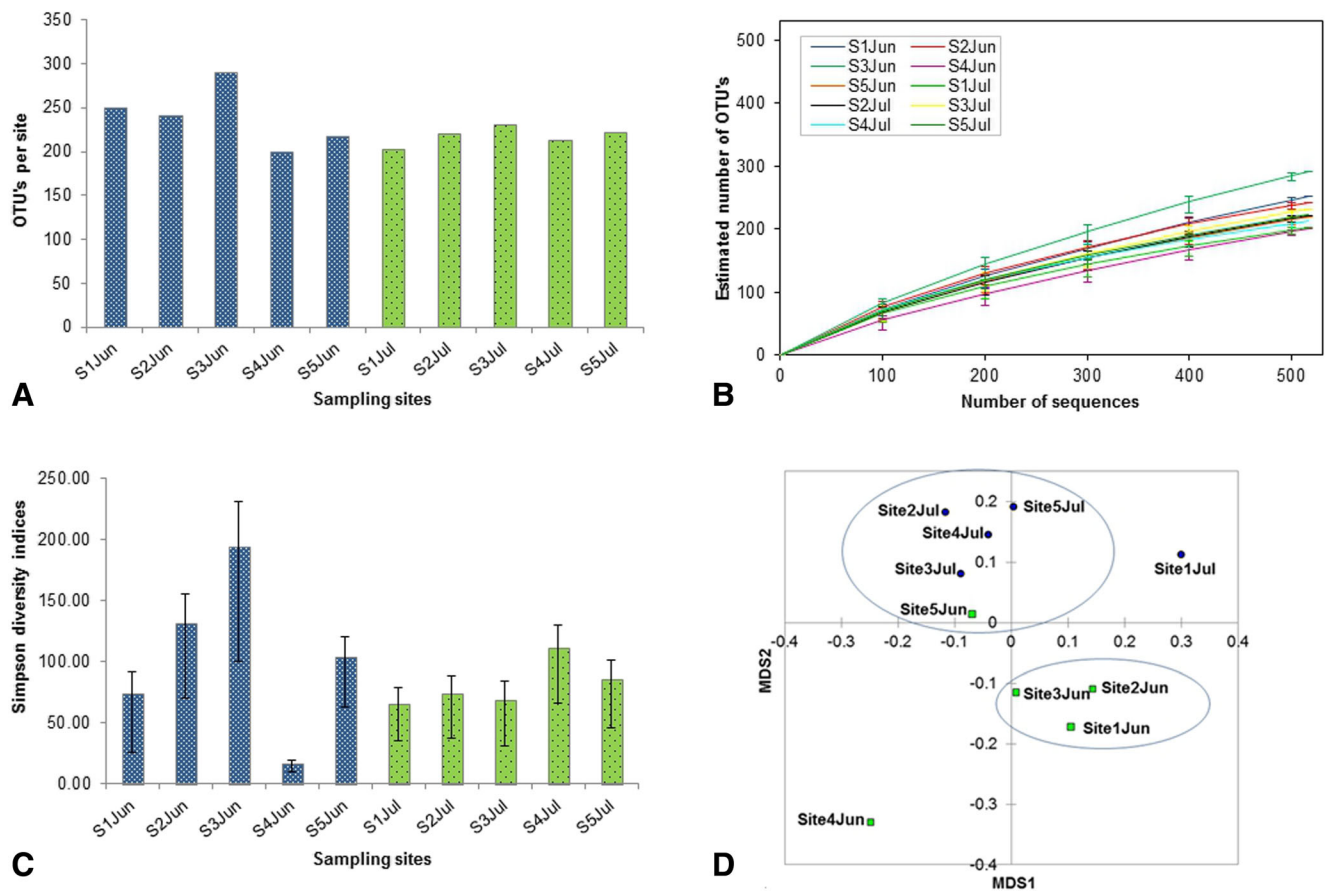 350
300
250
200
150
100
50
0
OTU's per site
S1Jun S2Jun S3Jun S4Jun S5Jun S1Jul S2Jul S3Jul S4Jul S5Jul
Sampling sites
A
500
400
300
200
100
0
Estimated number of OTU's
S1Jun S2Jun
S3Jun S4Jun
S5Jun S1Jul
S2Jul S3Jul
S4Jul S5Jul
0 100 200 300 400 500
Number of sequences
B
250.00
200.00
150.00
100.00
50.00
0.00
Simpson diversity indices
S1Jun S2Jun S3Jun S4Jun S5Jun S1Jul S2Jul S3Jul S4Jul S5Jul
Sampling sites
C
0.2
Site2Jul Site5Jul
Site4Jul
0.1
Site3Jul Site1Jul
Site5Jun
0
-0.4 -0.3 -0.2 -0.1 0 0.1 0.2 0.3 0.4
MDS2
-0.1
Site3Jun Site2Jun
Site1Jun
-0.2
-0.3
Site4Jun
-0.4
MDS1
D